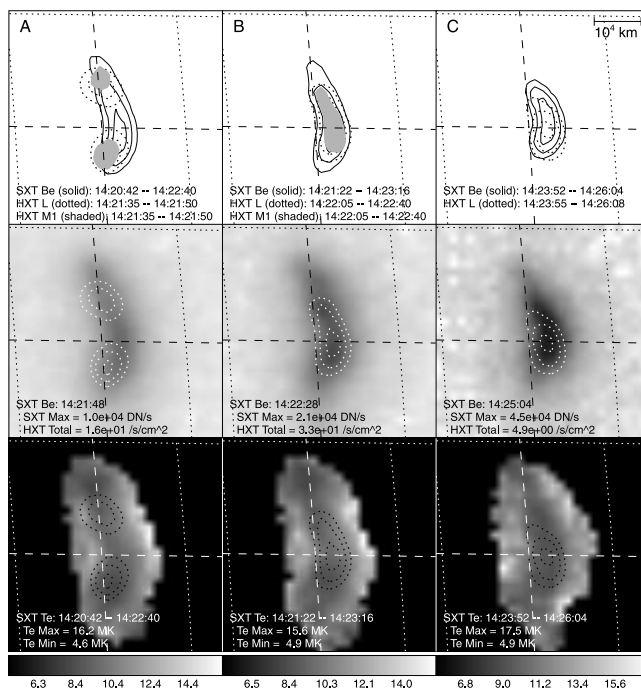 A
B
C
10^4 km
SXT Be (solid): 14:20:42 -- 14:22:40
HXT L (dotted): 14:21:35 -- 14:21:50
HXT M1 (shaded): 14:21:35 -- 14:21:50
SXT Be (solid): 14:21:22 -- 14:23:16
HXT L (dotted): 14:22:05 -- 14:22:40
HXT M1 (shaded): 14:22:05 -- 14:22:40
SXT Be (solid): 14:23:52 -- 14:26:04
HXT L (dotted): 14:23:55 -- 14:26:08
SXT Be: 14:21:48
SXT Max = 1.0e+04 DN/s
HXT Total = 1.6e+01 /s/cm^2
SXT Be: 14:22:28
SXT Max = 2.1e+04 DN/s
HXT Total = 3.3e+01 /s/cm^2
SXT Be: 14:25:04
SXT Max = 4.5e+04 DN/s
HXT Total = 4.9e+00 /s/cm^2
SXT Te: 14:20:42 -- 14:22:40
Te Max = 16.2 MK
Te Min = 4.6 MK
SXT Te: 14:21:22 -- 14:23:16
Te Max = 15.6 MK
Te Min = 4.9 MK
SXT Te: 14:23:52 -- 14:26:04
Te Max = 17.5 MK
Te Min = 4.9 MK
6.3 8.4 10.4 12.4 14.4
6.5 8.4 10.3 12.1 14.0
6.8 9.0 11.2 13.4 15.6